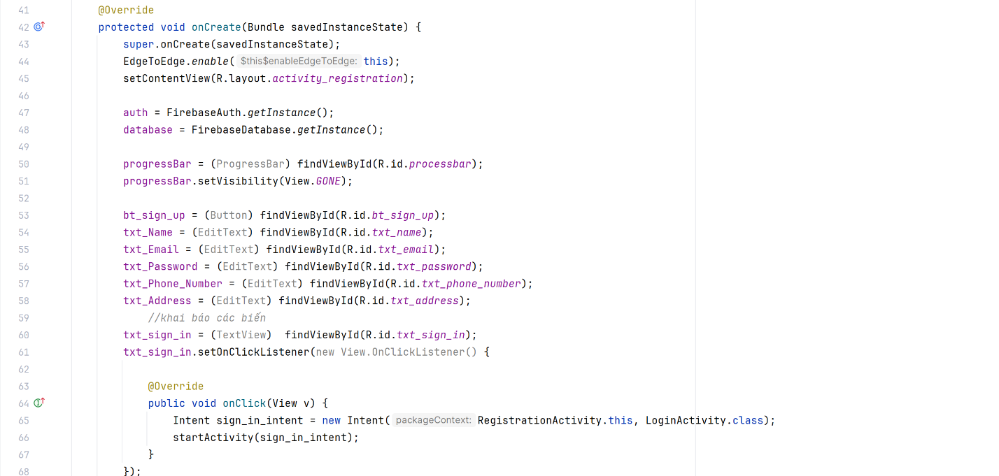 41 @Override
42 protected void onCreate(Bundle savedInstanceState) {
43 super.onCreate(savedInstanceState);
44 EdgeToEdge.enable( $this$enableEdgeToEdge: this);
45 setContentView(R.layout.activity_registration);
46
47 auth = FirebaseAuth.getInstance();
48 database = FirebaseDatabase.getInstance();
49
50 progressBar = (ProgressBar) findViewById(R.id.processbar);
51 progressBar.setVisibility(View.GONE);
52
53 bt_sign_up = (Button) findViewById(R.id.bt_sign_up);
54 txt_Name = (EditText) findViewById(R.id.txt_name);
55 txt_Email = (EditText) findViewById(R.id.txt_email);
56 txt_Password = (EditText) findViewById(R.id.txt_password);
57 txt_Phone_Number = (EditText) findViewById(R.id.txt_phone_number);
58 txt_Address = (EditText) findViewById(R.id.txt_address);
59 //khai báo các biến
60 txt_sign_in = (TextView)  findViewById(R.id.txt_sign_in);
61 txt_sign_in.setOnClickListener(new View.OnClickListener() {
62
63 @Override
64 public void onClick(View v) {
65 Intent sign_in_intent = new Intent( packageContext: RegistrationActivity.this, LoginActivity.class);
66 startActivity(sign_in_intent);
67 }
68 });